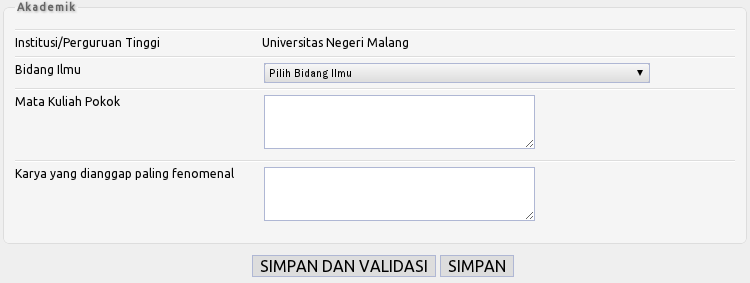 Akademik
Institusi/Perguruan Tinggi Universitas Negeri Malang
Bidang Ilmu Pilih Bidang Ilmu
Mata Kuliah Pokok
Karya yang dianggap paling fenomenal
SIMPAN DAN VALIDASI SIMPAN